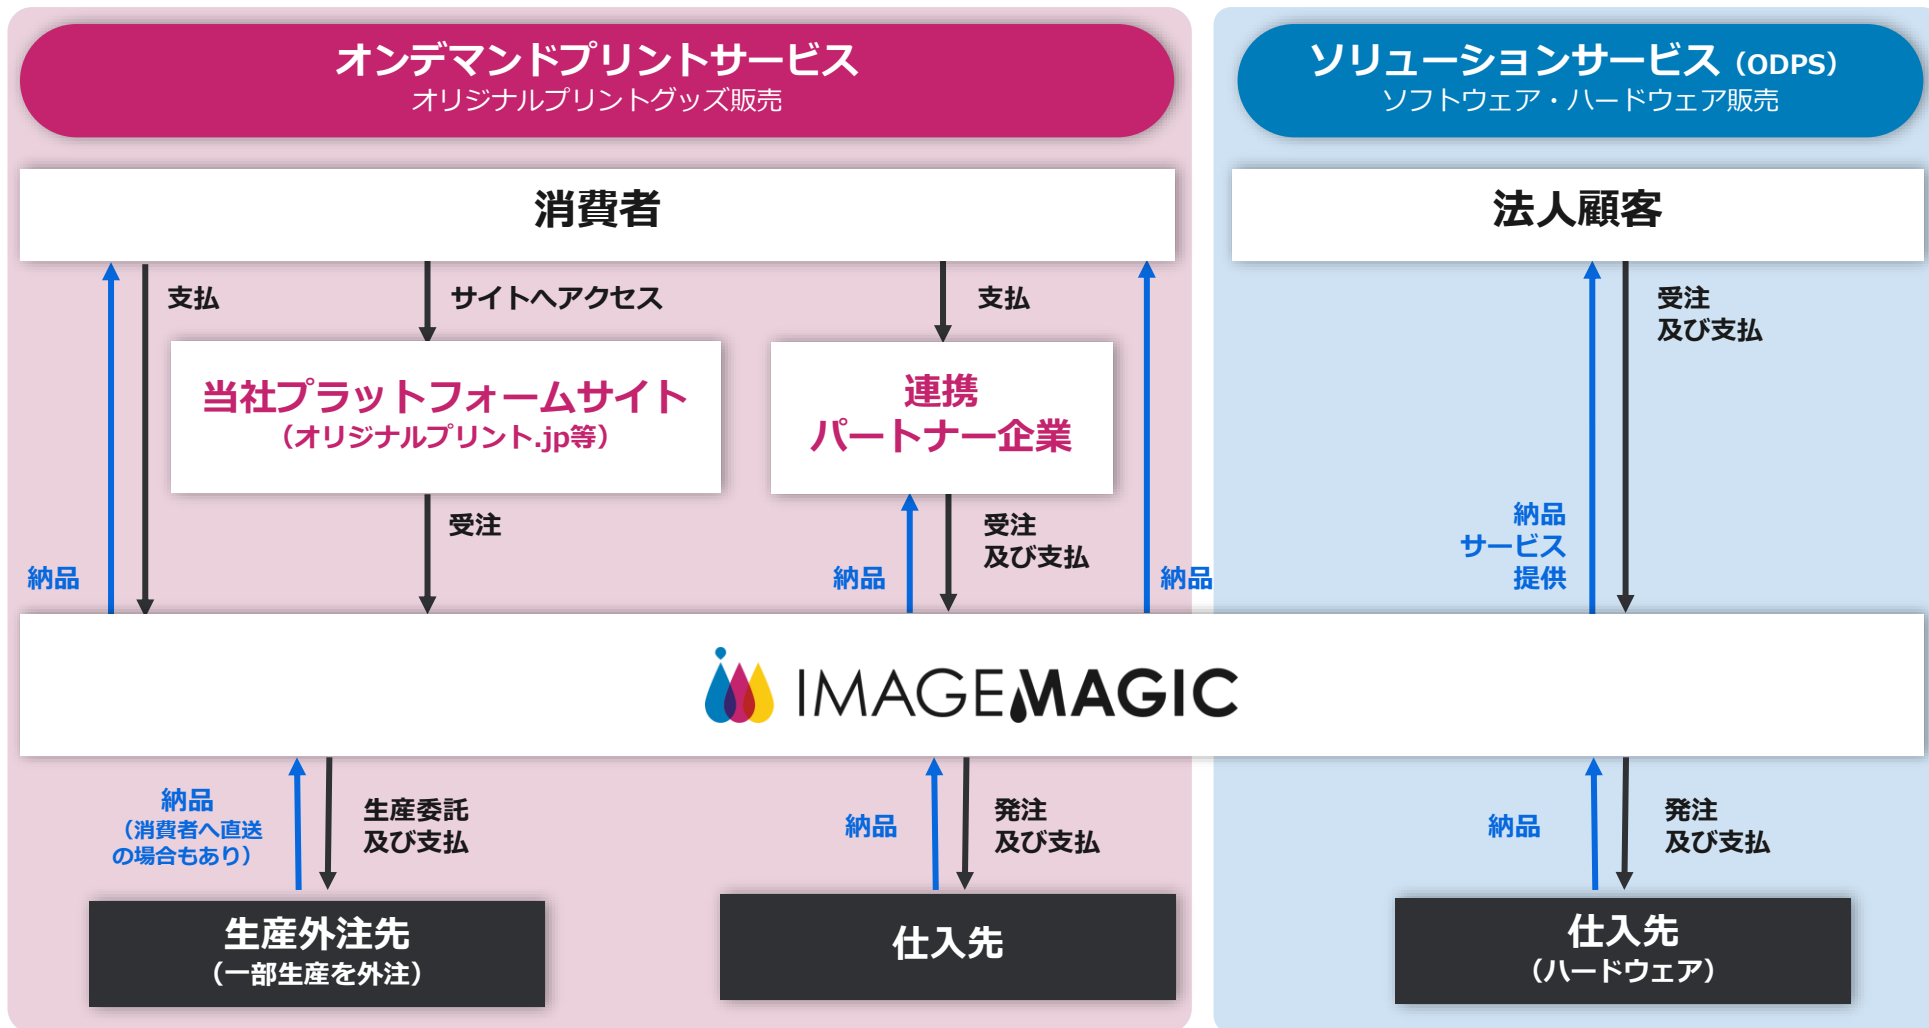 オンデマンドプリントサービス
オリジナルプリントグッズ販売
ソリューションサービス（ODPS）
ソフトウェア・ハードウェア販売
消費者
法人顧客
支払
サイトへアクセス
支払
受注
及び支払
当社プラットフォームサイト
（オリジナルプリント.jp等）
連携
パートナー企業
納品
受注
納品
受注
及び支払
納品
納品
サービス
提供
IMAGEMAGIC
納品
（消費者へ直送
の場合もあり）
生産委託
及び支払
納品
発注
及び支払
納品
発注
及び支払
生産外注先
（一部生産を外注）
仕入先
仕入先
（ハードウェア）